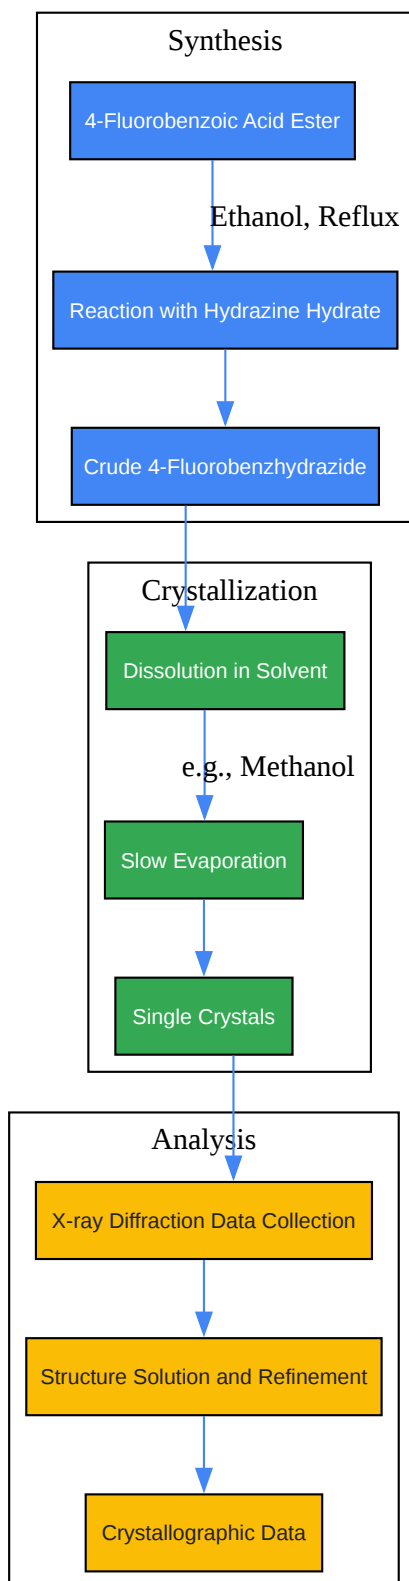 Synthesis
4-Fluorobenzoic Acid Ester
Ethanol, Reflux
Reaction with Hydrazine Hydrate
Crude 4-Fluorobenzhydrazide
Crystallization
Dissolution in Solvent
e.g., Methanol
Slow Evaporation
Single Crystals
Analysis
X-ray Diffraction Data Collection
Structure Solution and Refinement
Crystallographic Data